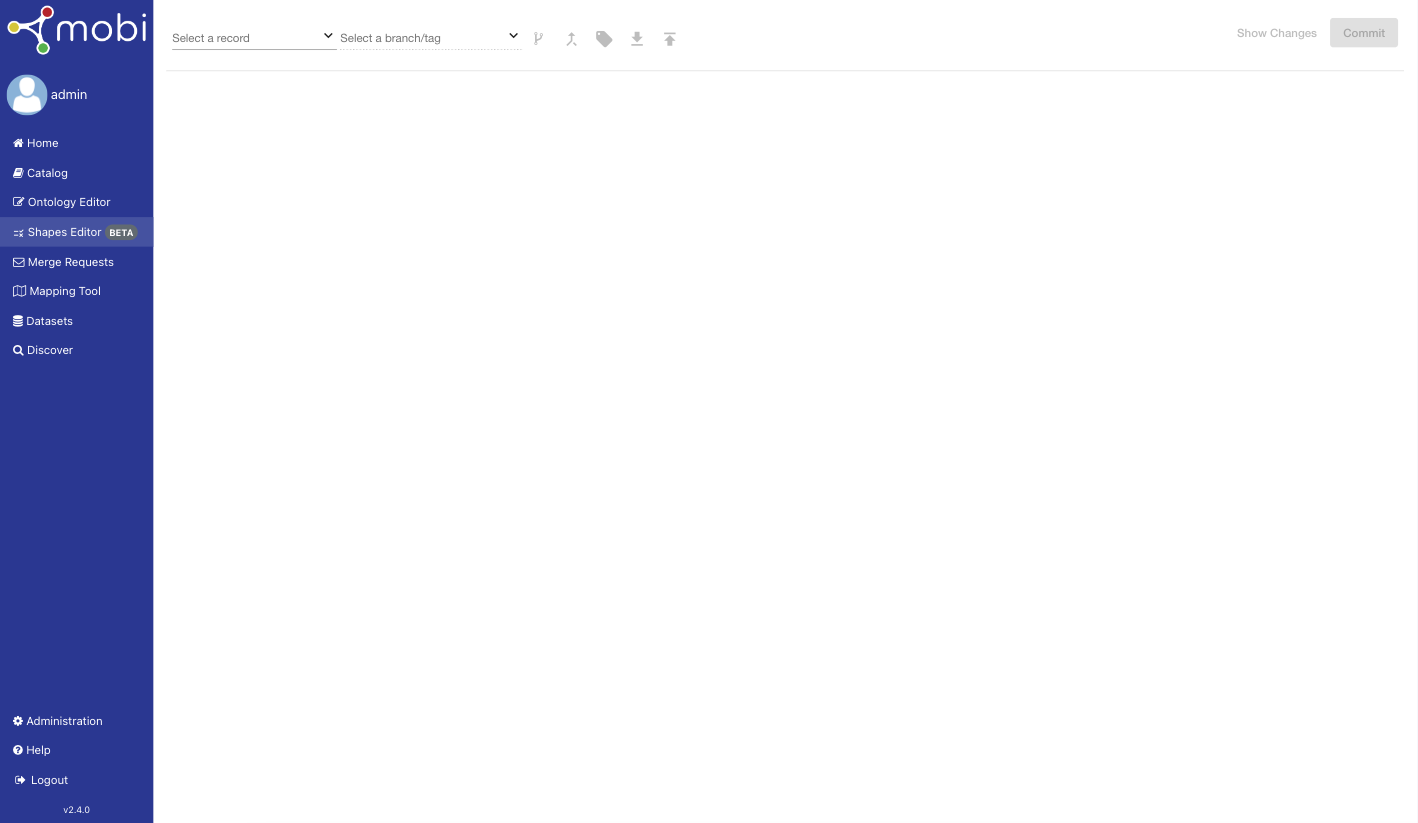 mobi
admin
Home
Catalog
Ontology Editor
Shapes Editor BETA
Merge Requests
Mapping Tool
Datasets
Discover
Administration
Help
Logout
v2.4.0
Select a record Select a branch/tag Show Changes Commit